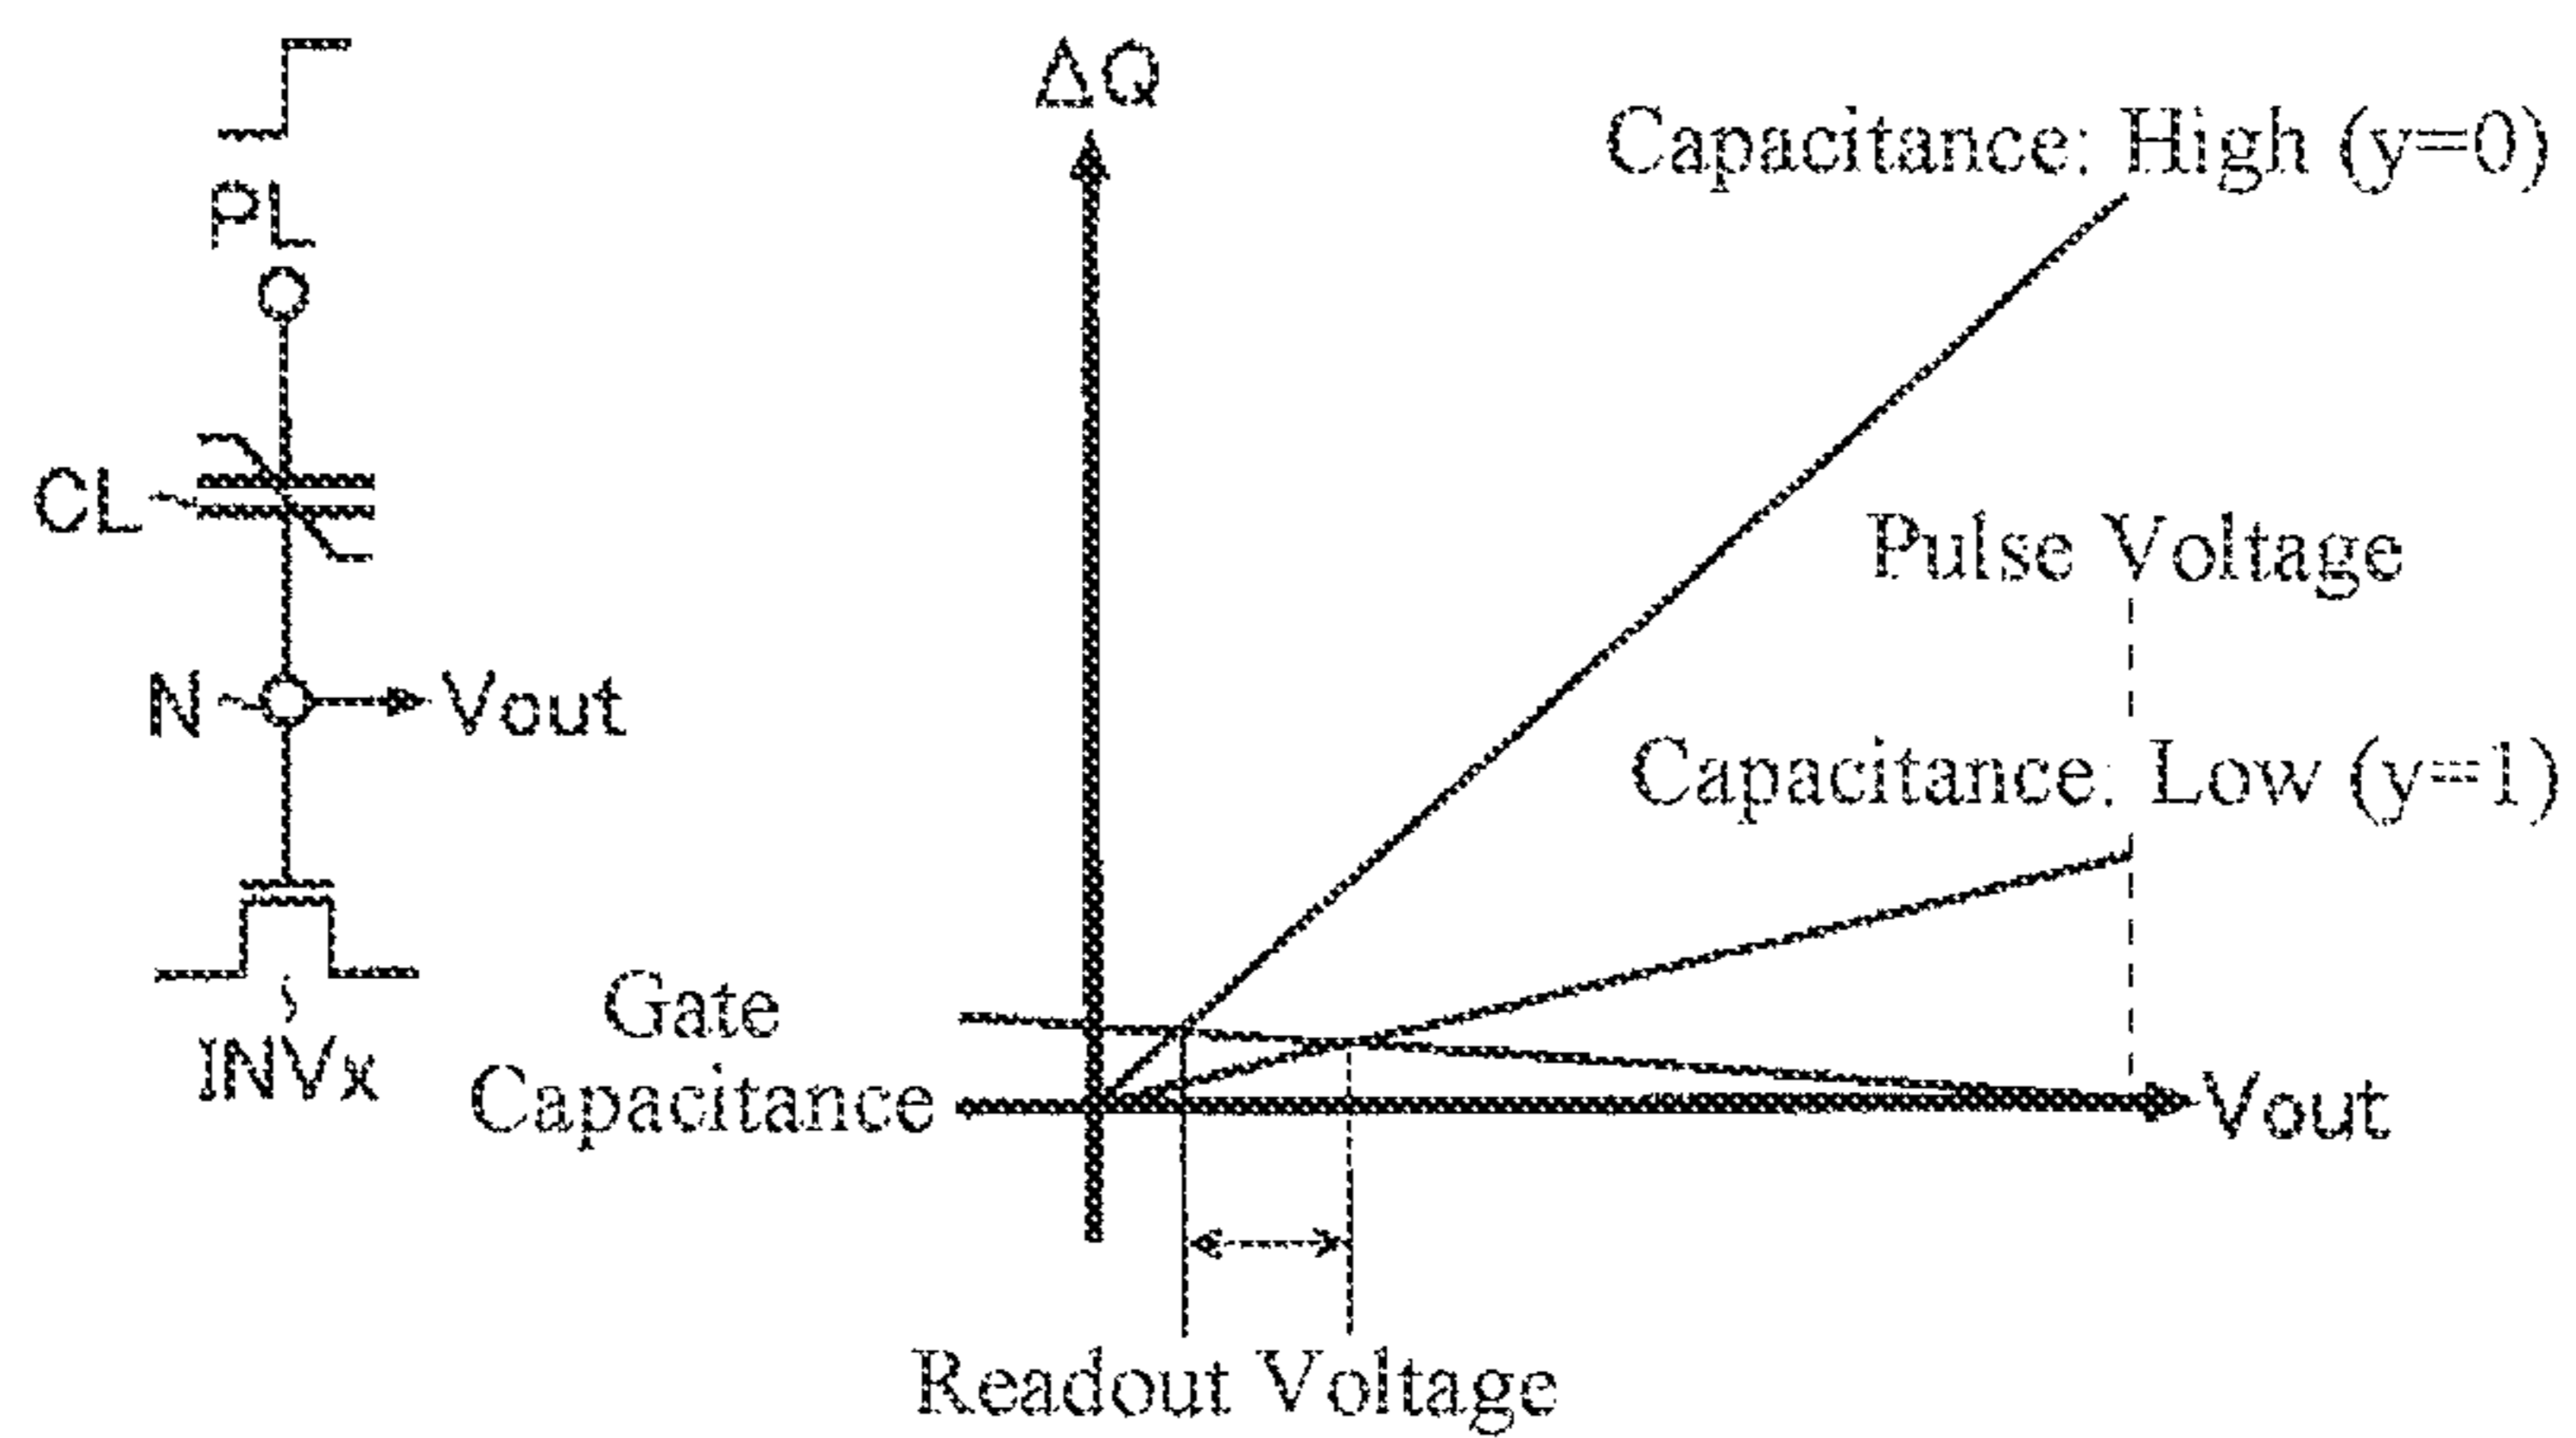 PL
CL
N
Vout
INVx
ΔQ
Capacitance: High (y=0)
Pulse Voltage
Capacitance: Low (y=1)
Gate
Capacitance
Vout
Readout Voltage